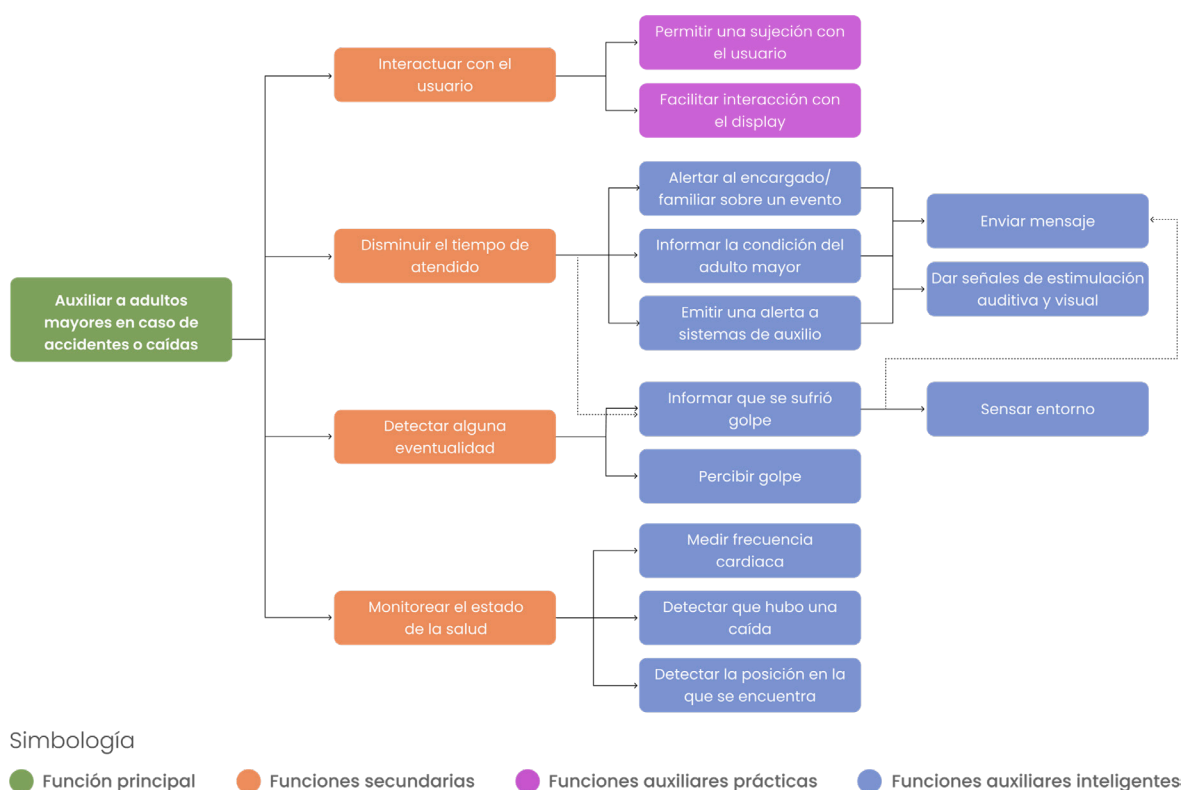 Permitir una sujeción con
el usuario
Interactuar con el
usuario
Facilitar interacción con
el display
Alertar al encargado/
familiar sobre un evento
Enviar mensaje
Disminuir el tiempo de
atendido
Informar la condición del
adulto mayor
Dar señales de estimulación
auditiva y visual
Auxiliar a adultos
mayores en caso de
accidentes o caídas
Emitir una alerta a
sistemas de auxilio
Informar que se sufrió
golpe
Sensar entorno
Detectar alguna
eventualidad
Percibir golpe
Medir frecuencia
cardiaca
Monitorear el estado
de la salud
Detectar que hubo una
caída
Detectar la posición en la
que se encuentra
Simbología
Función principal
Funciones secundarias
Funciones auxiliares prácticas
Funciones auxiliares inteligentes